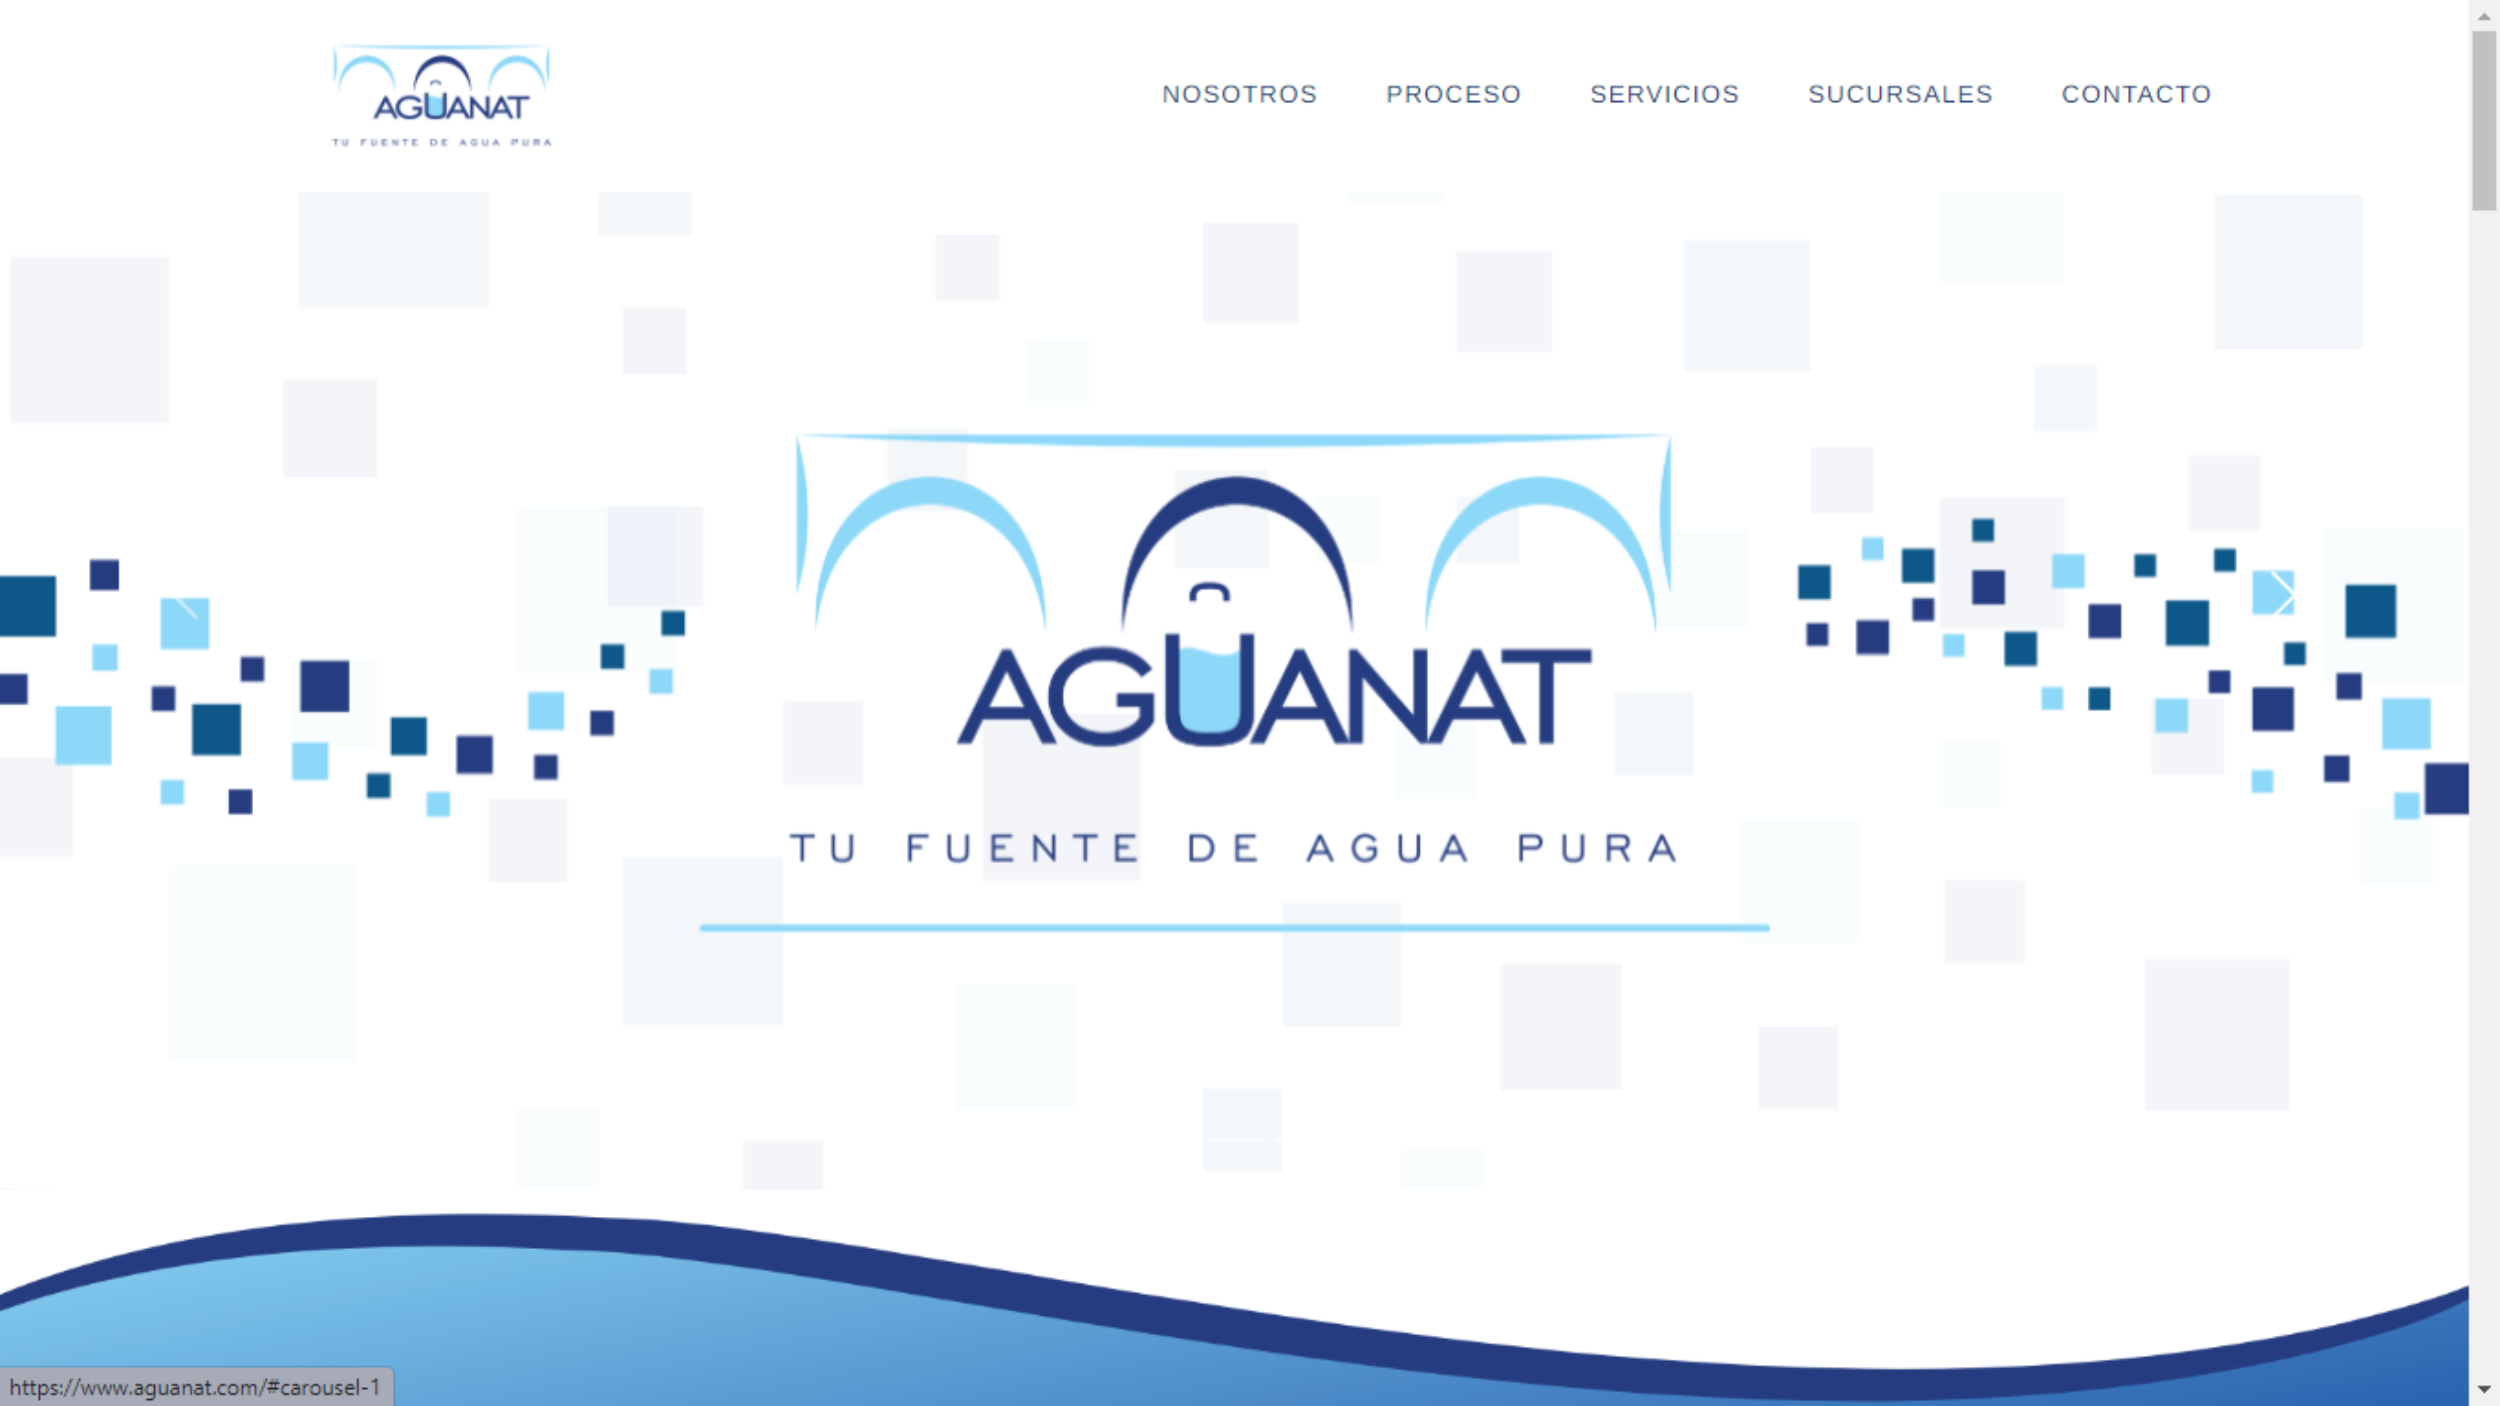 AGUANAT
TU FUENTE DE AGUA PURA
NOSOTROS PROCESO SERVICIOS SUCURSALES CONTACTO
AGUANAT
TU FUENTE DE AGUA PURA
https://www.aguanat.com/#carousel-1